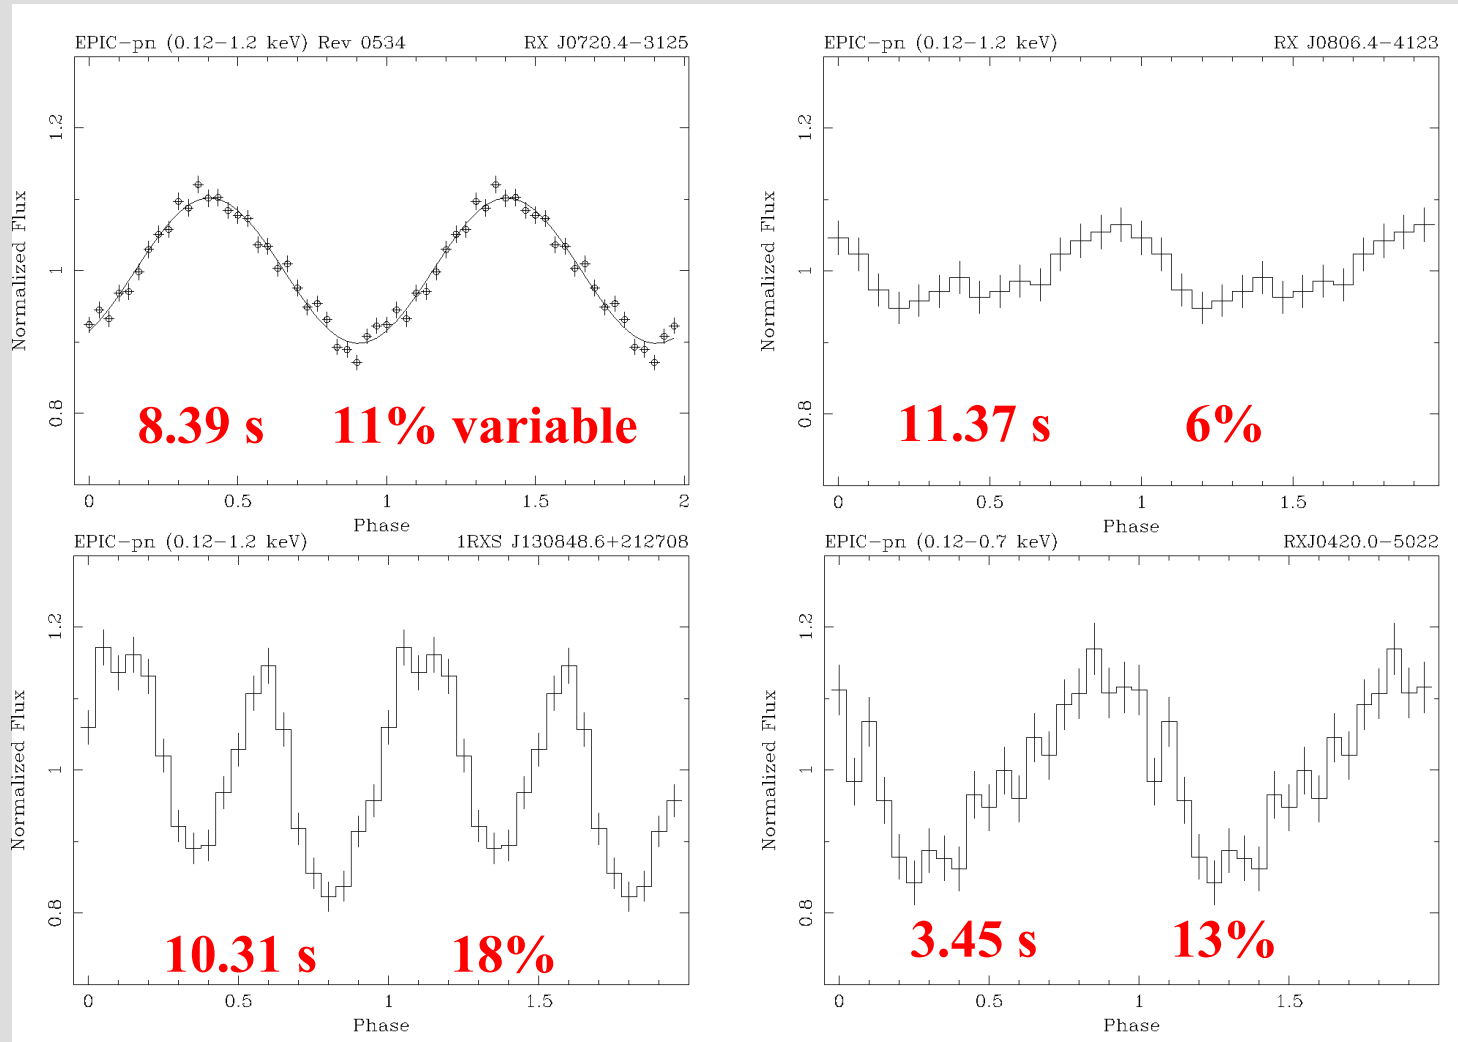 EPIC-pn (0.12-1.2 keV) Rev 0534 RX J0720.4-3125
Normalized Flux
1.2
1
0.8
8.39 s 11% variable
0 0.5 1 1.5 2
Phase
EPIC-pn (0.12-1.2 keV) RX J0806.4-4123
Normalized Flux
1.2
1
0.8
11.37 s 6%
0 0.5 1 1.5
Phase
EPIC-pn (0.12-1.2 keV) 1RXS J130848.6+212708
Normalized Flux
1.2
1
0.8
10.31 s 18%
0 0.5 1 1.5
Phase
EPIC-pn (0.12-0.7 keV) RXJ0420.0-5022
Normalized Flux
1.2
1
0.8
3.45 s 13%
0 0.5 1 1.5
Phase